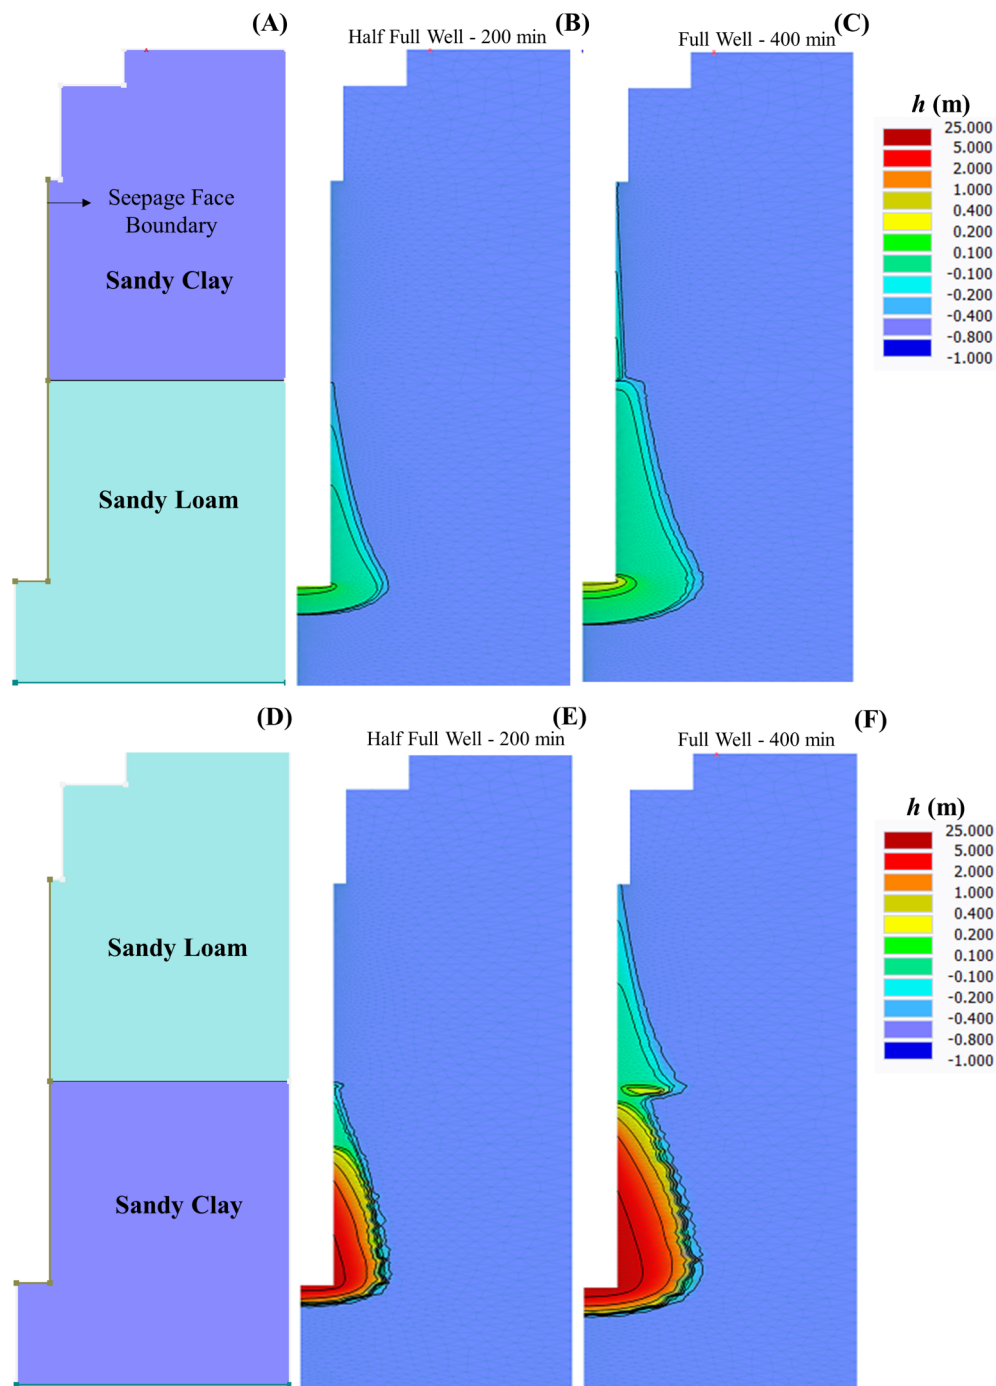 (A)
(B)
(C)
Half Full Well - 200 min
Full Well - 400 min
h (m)
25.000
5.000
2.000
1.000
0.400
0.200
0.100
-0.100
-0.200
-0.400
-0.800
-1.000
Seepage Face
Boundary
Sandy Clay
Sandy Loam
(D)
(E)
(F)
Half Full Well - 200 min
Full Well - 400 min
h (m)
25.000
5.000
2.000
1.000
0.400
0.200
0.100
-0.100
-0.200
-0.400
-0.800
-1.000
Sandy Loam
Sandy Clay